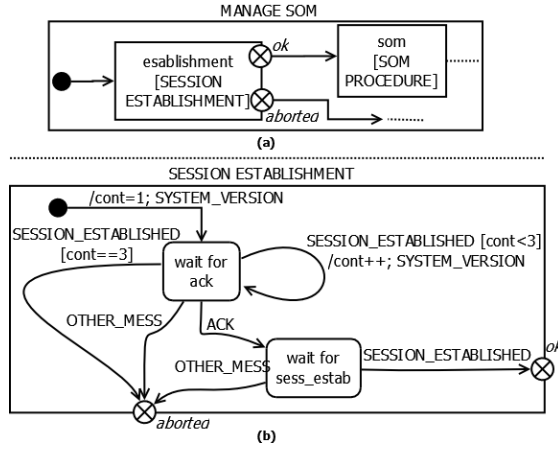 MANAGE SOM
esablishment
[SESSION
ESTABLISHMENT]
ok
som
[SOM
PROCEDURE]
aborted
(a)
SESSION ESTABLISHMENT
/cont=1; SYSTEM_VERSION
SESSION_ESTABLISHED
[cont==3]
wait for
ack
SESSION_ESTABLISHED [cont<3]
/cont++; SYSTEM_VERSION
OTHER_MESS
ACK
OTHER_MESS
wait for
sess_estab
SESSION_ESTABLISHED
ok
aborted
(b)